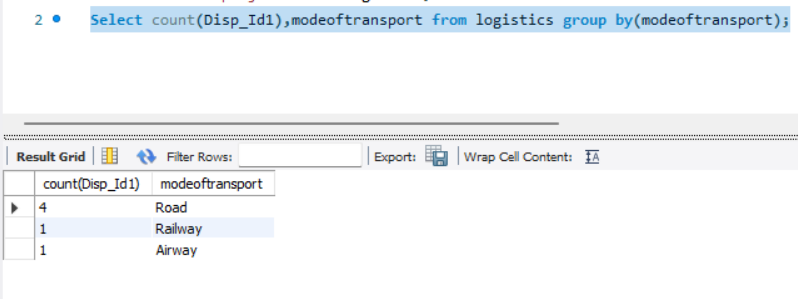 2 Select count(Disp_Id1),modeoftransport from logistics group by(modeoftransport);
Result Grid Filter Rows: Export: Wrap Cell Content: IA
count(Disp_Id1) modeoftransport
4 Road
1 Railway
1 Airway